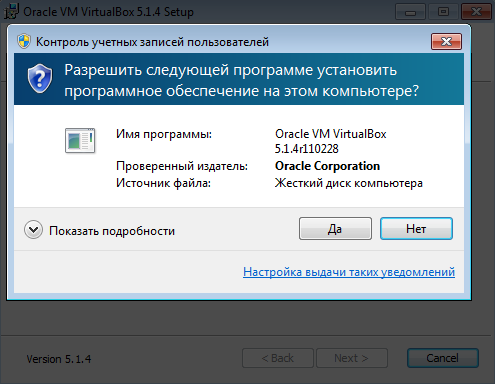 Oracle VM VirtualBox 5.1.4 Setup
Контроль учетных записей пользователей
Разрешить следующей программе установить
программное обеспечение на этом компьютере?
Имя программы: Oracle VM VirtualBox
5.1.4r110228
Проверенный издатель: Oracle Corporation
Источник файла: Жесткий диск компьютера
Показать подробности Да Нет
Настройка выдачи таких уведомлений
Version 5.1.4 < Back Next > Cancel